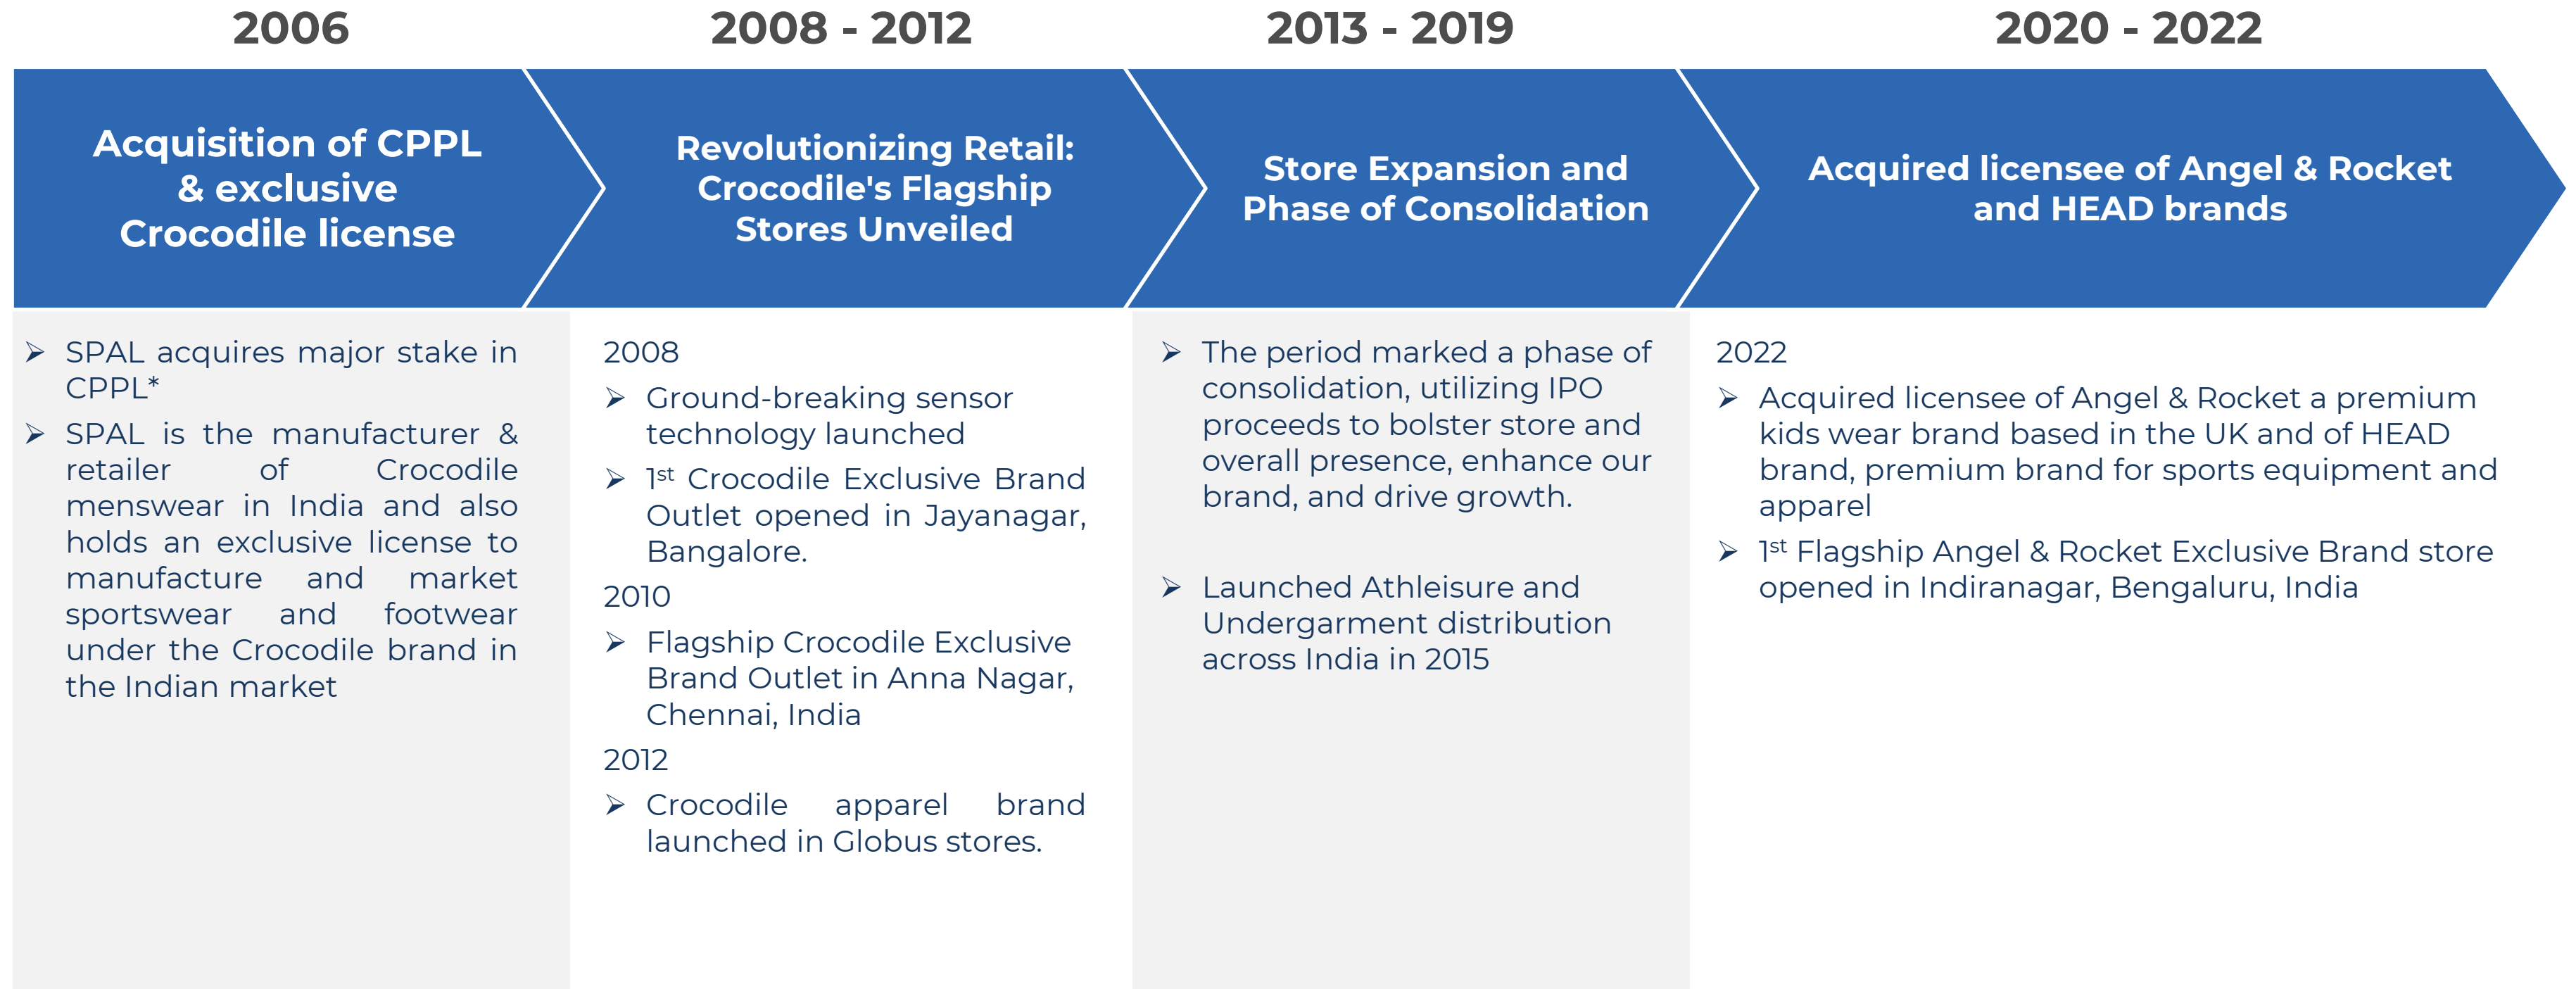 2006
Acquisition of CPPL
& exclusive
Crocodile license
➢ SPAL acquires major stake in
CPPL*
➢ SPAL is the manufacturer &
retailer of Crocodile
menswear in India and also
holds an exclusive license to
manufacture and market
sportswear and footwear
under the Crocodile brand in
the Indian market
2008 - 2012
Revolutionizing Retail:
Crocodile's Flagship
Stores Unveiled
2008
➢ Ground-breaking sensor
technology launched
➢ 1st Crocodile Exclusive Brand
Outlet opened in Jayanagar,
Bangalore.
2010
➢ Flagship Crocodile Exclusive
Brand Outlet in Anna Nagar,
Chennai, India
2012
➢ Crocodile apparel brand
launched in Globus stores.
2013 - 2019
Store Expansion and
Phase of Consolidation
➢ The period marked a phase of
consolidation, utilizing IPO
proceeds to bolster store and
overall presence, enhance our
brand, and drive growth.
➢ Launched Athleisure and
Undergarment distribution
across India in 2015
2020 - 2022
Acquired licensee of Angel & Rocket
and HEAD brands
2022
➢ Acquired licensee of Angel & Rocket a premium
kids wear brand based in the UK and of HEAD
brand, premium brand for sports equipment and
apparel
➢ 1st Flagship Angel & Rocket Exclusive Brand store
opened in Indiranagar, Bengaluru, India